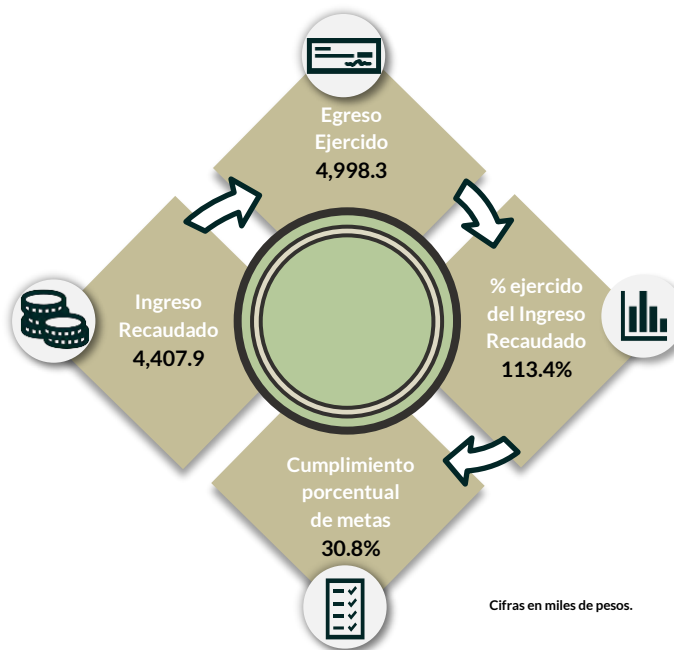 Egreso
Ejercido
4,998.3
Ingreso
Recaudado
4,407.9
% ejercido
del Ingreso
Recaudado
113.4%
Cumplimiento
porcentual
de metas
30.8%
Cifras en miles de pesos.